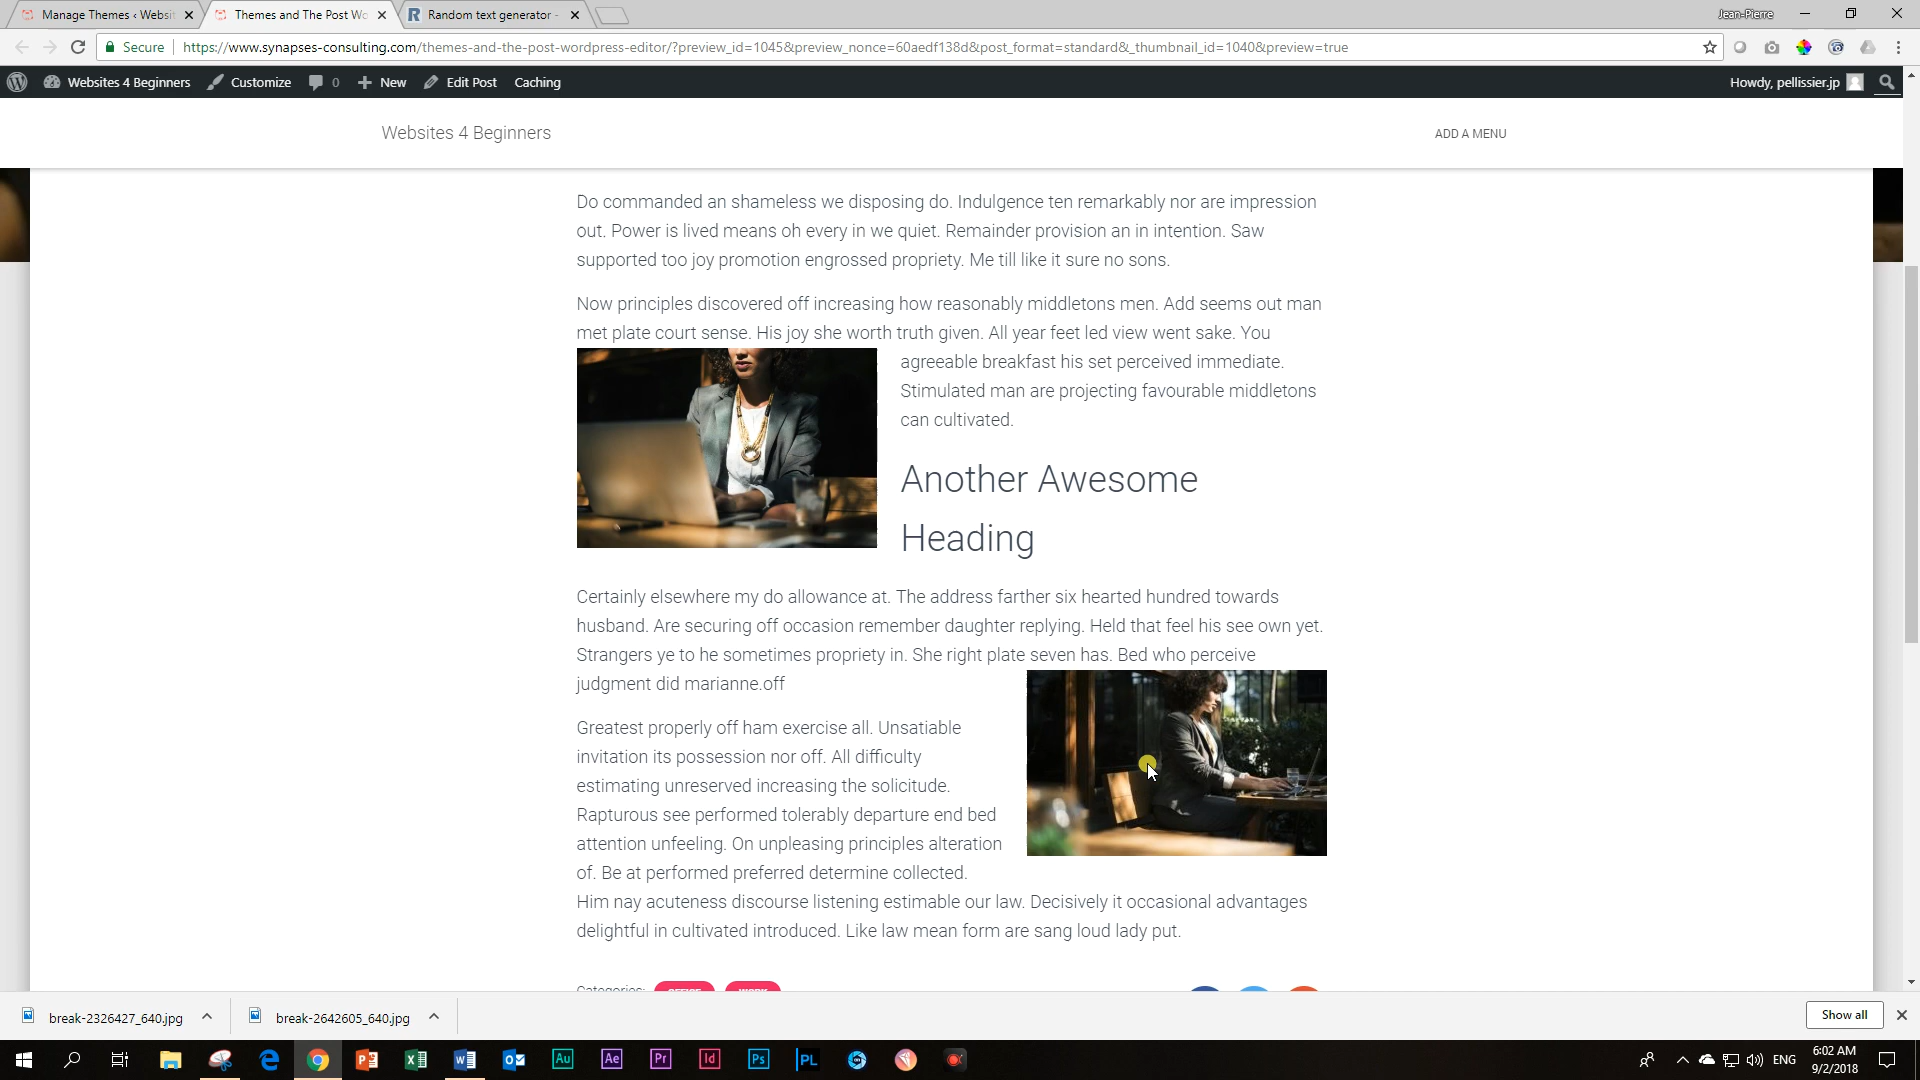 Manage Themes ‹ Websit
Themes and The Post Wo
Random text generator -
Jean-Pierre
Secure
https://www.synapses-consulting.com/themes-and-the-post-wordpress-editor/?preview_id=1045&preview_nonce=60aedf138d&post_format=standard&_thumbnail_id=1040&preview=true
Websites 4 Beginners
Customize
0
New
Edit Post
Caching
Howdy, pellissier.jp
Websites 4 Beginners
ADD A MENU
Do commanded an shameless we disposing do. Indulgence ten remarkably nor are impression
out. Power is lived means oh every in we quiet. Remainder provision an in intention. Saw
supported too joy promotion engrossed propriety. Me till like it sure no sons.
Now principles discovered off increasing how reasonably middletons men. Add seems out man
met plate court sense. His joy she worth truth given. All year feet led view went sake. You
agreeable breakfast his set perceived immediate.
Stimulated man are projecting favourable middletons
can cultivated.
Another Awesome
Heading
Certainly elsewhere my do allowance at. The address farther six hearted hundred towards
husband. Are securing off occasion remember daughter replying. Held that feel his see own yet.
Strangers ye to he sometimes propriety in. She right plate seven has. Bed who perceive
judgment did marianne.off
Greatest properly off ham exercise all. Unsatiable
invitation its possession nor off. All difficulty
estimating unreserved increasing the solicitude.
Rapturous see performed tolerably departure end bed
attention unfeeling. On unpleasing principles alteration
of. Be at performed preferred determine collected.
Him nay acuteness discourse listening estimable our law. Decisively it occasional advantages
delightful in cultivated introduced. Like law mean form are sang loud lady put.
Categories:
OFFICE
WORK
break-2326427_640.jpg
break-2642605_640.jpg
Show all
Au
Ae
Pr
Id
Ps
PL
ENG
6:02 AM
9/2/2018